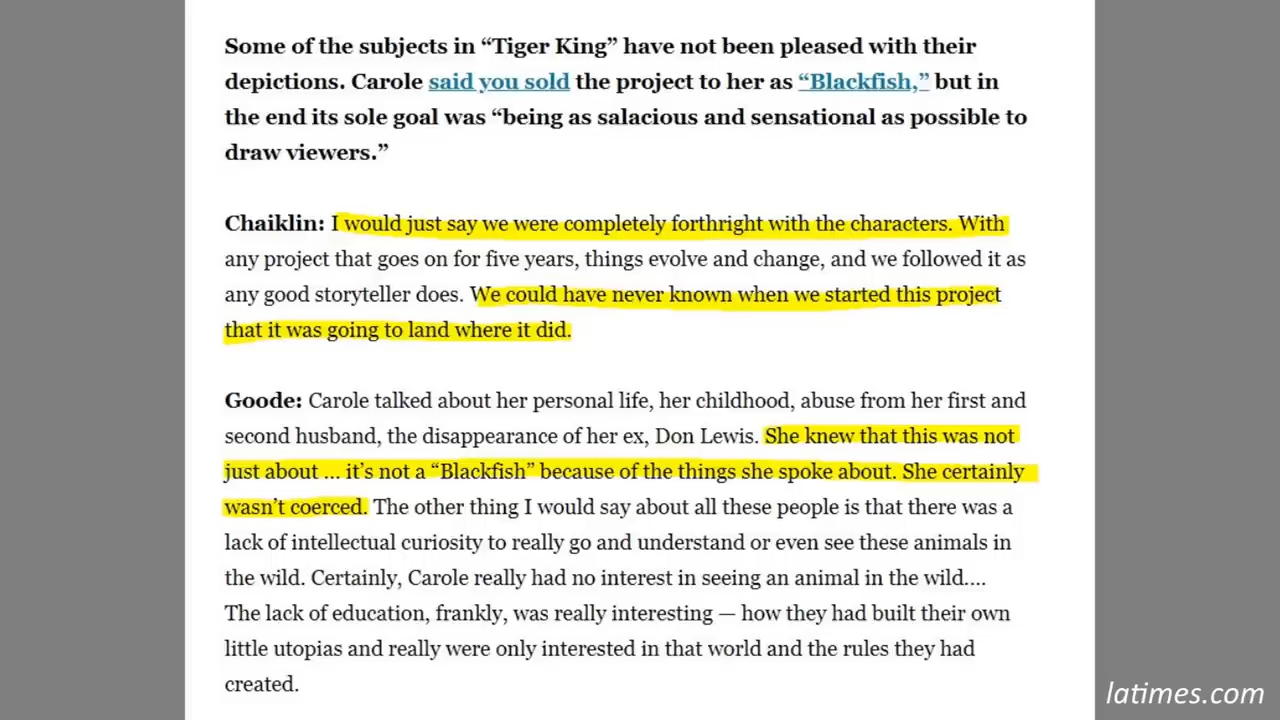 Some of the subjects in “Tiger King” have not been pleased with their
depictions. Carole said you sold the project to her as “Blackfish,” but in
the end its sole goal was “being as salacious and sensational as possible to
draw viewers.”
Chaiklin: I would just say we were completely forthright with the characters. With
any project that goes on for five years, things evolve and change, and we followed it as
any good storyteller does. We could have never known when we started this project
that it was going to land where it did.
Goode: Carole talked about her personal life, her childhood, abuse from her first and
second husband, the disappearance of her ex, Don Lewis. She knew that this was not
just about ... it’s not a “Blackfish” because of the things she spoke about. She certainly
wasn’t coerced. The other thing I would say about all these people is that there was a
lack of intellectual curiosity to really go and understand or even see these animals in
the wild. Certainly, Carole really had no interest in seeing an animal in the wild....
The lack of education, frankly, was really interesting — how they had built their own
little utopias and really were only interested in that world and the rules they had
created.
latimes.com